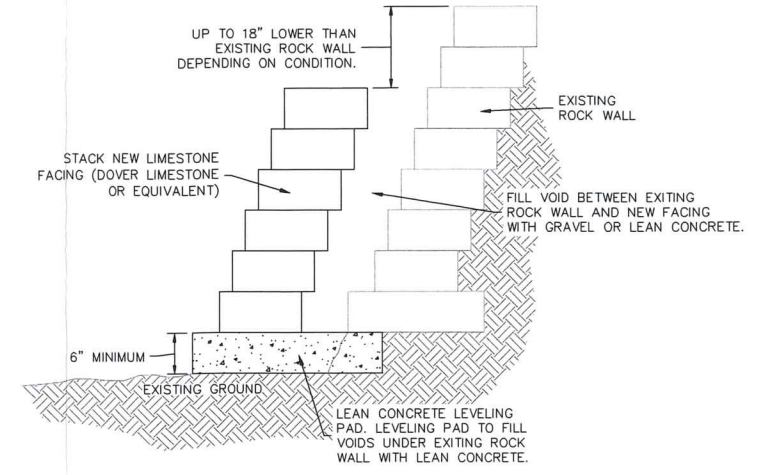 UP TO 18" LOWER THAN
EXISTING ROCK WALL
DEPENDING ON CONDITION.
EXISTING
ROCK WALL
STACK NEW LIMESTONE
FACING (DOVER LIMESTONE
OR EQUIVALENT)
FILL VOID BETWEEN EXITING
ROCK WALL AND NEW FACING
WITH GRAVEL OR LEAN CONCRETE.
6" MINIMUM
EXISTING GROUND
LEAN CONCRETE LEVELING
PAD. LEVELING PAD TO FILL
VOIDS UNDER EXITING ROCK
WALL WITH LEAN CONCRETE.